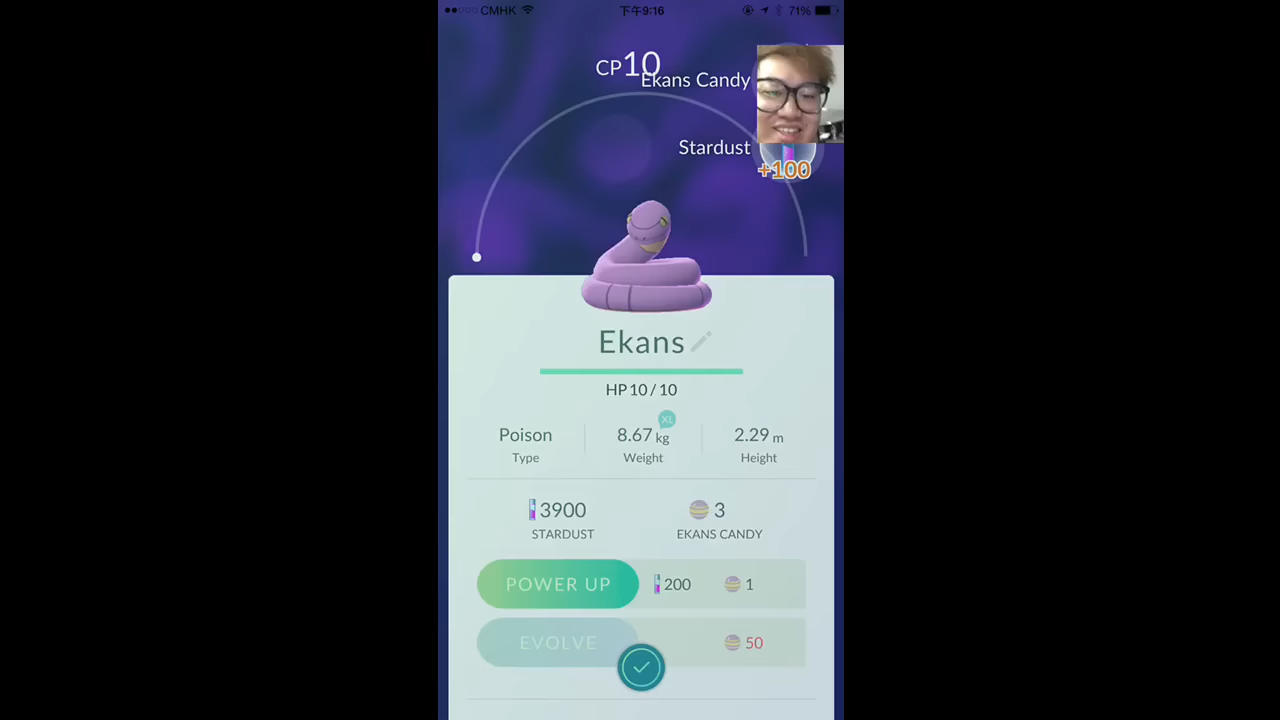 CMHK 下午9:16 71%
CP10
Ekans Candy
Stardust
+100
Ekans
HP 10 / 10
XL
Poison 8.67 kg 2.29 m
Type Weight Height
3900 3
STARDUST EKANS CANDY
POWER UP 200 1
EVOLVE 50